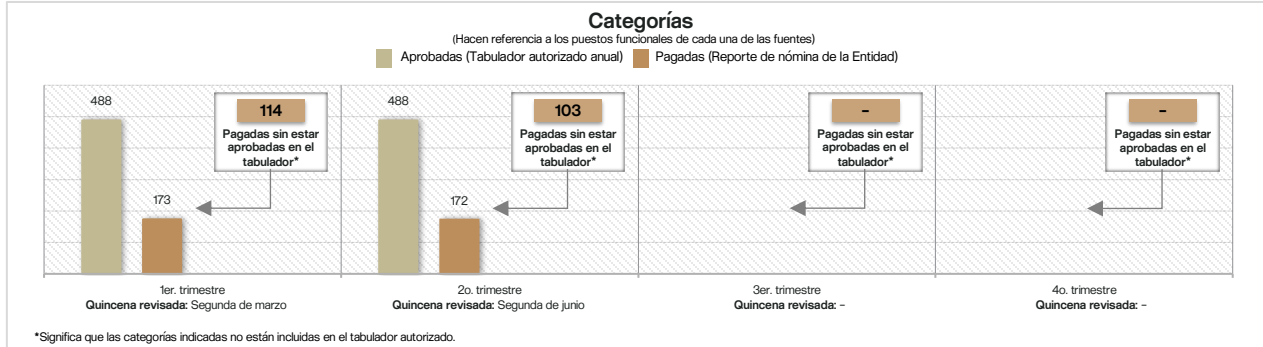 Categorías
(Hacen referencia a los puestos funcionales de cada una de las fuentes)
Aprobadas (Tabulador autorizado anual) Pagadas (Reporte de nómina de la Entidad)
488
173
114
Pagadas sin estar
aprobadas en el
tabulador*
488
172
103
Pagadas sin estar
aprobadas en el
tabulador*
-
Pagadas sin estar
aprobadas en el
tabulador*
-
Pagadas sin estar
aprobadas en el
tabulador*
1er. trimestre
Quincena revisada: Segunda de marzo
2o. trimestre
Quincena revisada: Segunda de junio
3er. trimestre
Quincena revisada: -
4o. trimestre
Quincena revisada: -
*Significa que las categorías indicadas no están incluidas en el tabulador autorizado.